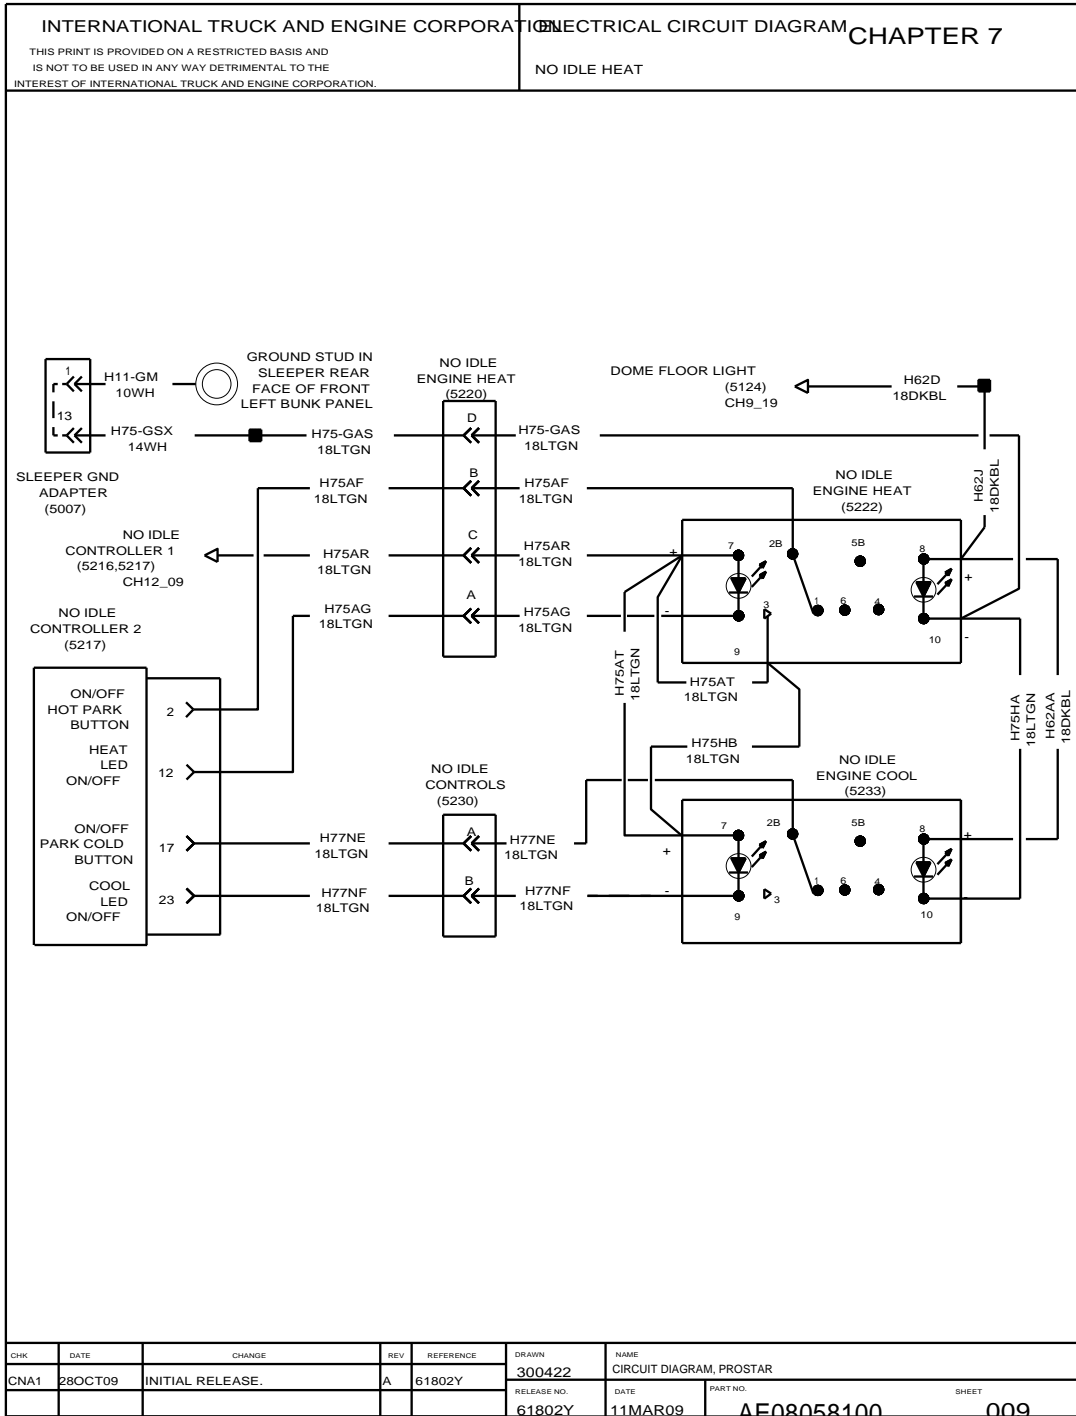 INTERNATIONAL TRUCK AND ENGINE CORPORATION
THIS PRINT IS PROVIDED ON A RESTRICTED BASIS AND
IS NOT TO BE USED IN ANY WAY DETRIMENTAL TO THE
INTEREST OF INTERNATIONAL TRUCK AND ENGINE CORPORATION.
ELECTRICAL CIRCUIT DIAGRAM
CHAPTER 7
NO IDLE HEAT
1
13
H11-GM
10WH
H75-GSX
14WH
SLEEPER GND
ADAPTER
(5007)
GROUND STUD IN
SLEEPER REAR
FACE OF FRONT
LEFT BUNK PANEL
H75-GAS
18LTGN
H75AF
18LTGN
H75AR
18LTGN
H75AG
18LTGN
NO IDLE
ENGINE HEAT
(5220)
D
B
C
A
H75-GAS
18LTGN
H75AF
18LTGN
H75AR
18LTGN
H75AG
18LTGN
DOME FLOOR LIGHT
(5124)
CH9_19
H62D
18DKBL
H62J
18DKBL
NO IDLE
CONTROLLER 1
(5216,5217)
CH12_09
NO IDLE
CONTROLLER 2
(5217)
ON/OFF
HOT PARK
BUTTON
2
HEAT
LED
ON/OFF
12
ON/OFF
PARK COLD
BUTTON
17
COOL
LED
ON/OFF
23
NO IDLE
ENGINE HEAT
(5222)
+
-
7
2B
5B
8
3
1
6
4
9
10
+
-
H75AT
18LTGN
H75AT
18LTGN
H75HB
18LTGN
H75HA
18LTGN
H62AA
18DKBL
NO IDLE
CONTROLS
(5230)
A
B
H77NE
18LTGN
H77NF
18LTGN
H77NE
18LTGN
H77NF
18LTGN
NO IDLE
ENGINE COOL
(5233)
+
-
7
2B
5B
8
3
1
6
4
9
10
+
-
CHK DATE CHANGE REV REFERENCE
CNA1 28OCT09 INITIAL RELEASE. A 61802Y
DRAWN
300422
NAME
CIRCUIT DIAGRAM, PROSTAR
RELEASE NO.
61802Y
DATE
11MAR09
PART NO.
AE08058100
SHEET
009